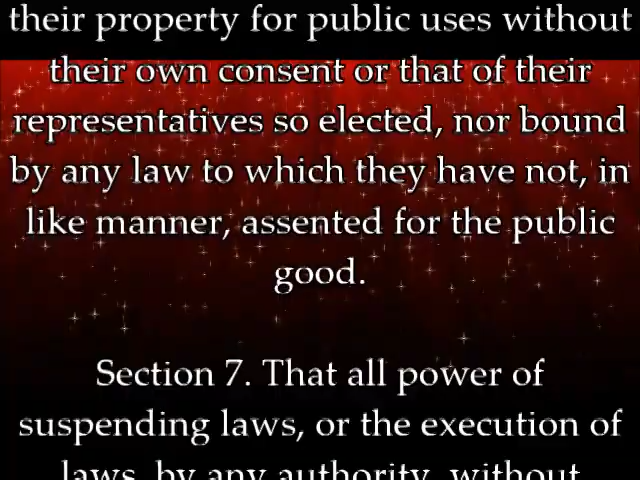 their property for public uses without
their own consent or that of their
representatives so elected, nor bound
by any law to which they have not, in
like manner, assented for the public
good.
Section 7. That all power of
suspending laws, or the execution of
laws, by any authority, without